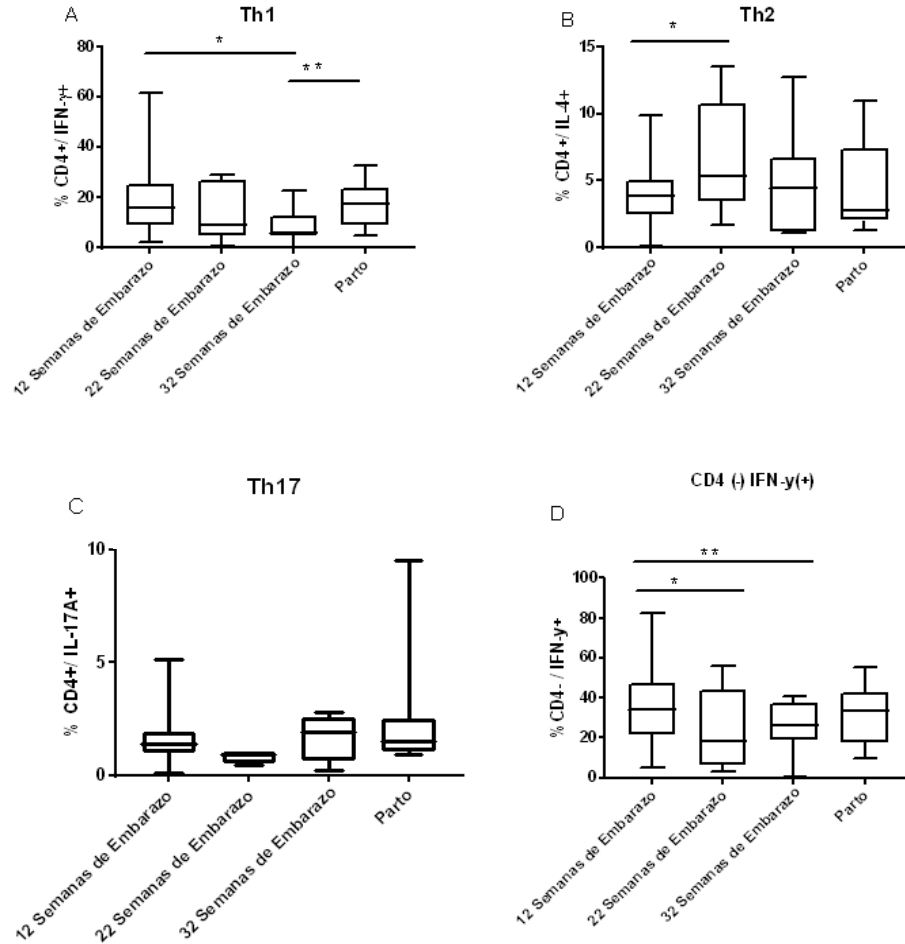 A
Th1
*
**
% CD4+/ IFN-γ+
80
60
40
20
0
12 Semanas de Embarazo
22 Semanas de Embarazo
32 Semanas de Embarazo
Parto
B
Th2
*
% CD4+/ IL-4+
15
10
5
0
12 Semanas de Embarazo
22 Semanas de Embarazo
32 Semanas de Embarazo
Parto
C
Th17
% CD4+/ IL-17A+
10
5
0
12 Semanas de Embarazo
22 Semanas de Embarazo
32 Semanas de Embarazo
Parto
D
CD4 (-) IFN-y(+)
**
*
% CD4- / IFN-y+
100
80
60
40
20
0
12 Semanas de Embarazo
22 Semanas de Embarazo
32 Semanas de Embarazo
Parto